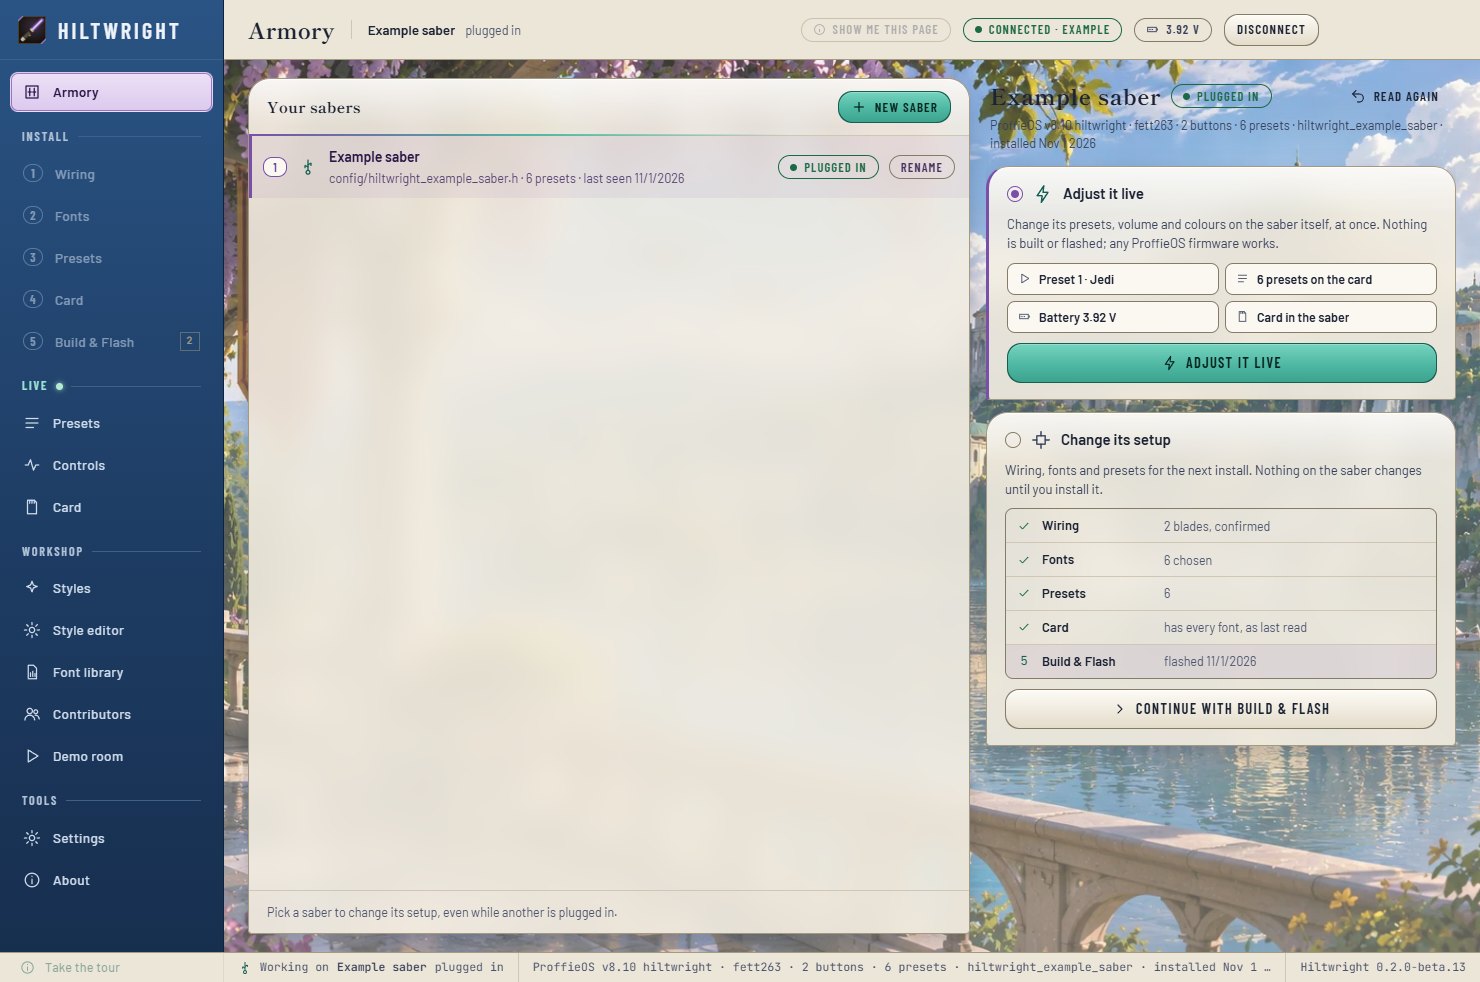 HILTWRIGHT
Armory
Example saber plugged in
SHOW ME THIS PAGE
CONNECTED · EXAMPLE
3.92 V
DISCONNECT
Armory
INSTALL
1 Wiring
2 Fonts
3 Presets
4 Card
5 Build & Flash 2
LIVE
Presets
Controls
Card
WORKSHOP
Styles
Style editor
Font library
Contributors
Demo room
TOOLS
Settings
About
Take the tour
Your sabers
NEW SABER
1 Example saber
config/hiltwright_example_saber.h · 6 presets · last seen 11/1/2026
PLUGGED IN
RENAME
Pick a saber to change its setup, even while another is plugged in.
Example saber PLUGGED IN READ AGAIN
ProffieOS v8.10 hiltwright · fett263 · 2 buttons · 6 presets · hiltwright_example_saber ·
installed Nov 1 2026
Adjust it live
Change its presets, volume and colours on the saber itself, at once. Nothing
is built or flashed; any ProffieOS firmware works.
Preset 1 · Jedi
6 presets on the card
Battery 3.92 V
Card in the saber
ADJUST IT LIVE
Change its setup
Wiring, fonts and presets for the next install. Nothing on the saber changes
until you install it.
Wiring 2 blades, confirmed
Fonts 6 chosen
Presets 6
Card has every font, as last read
5 Build & Flash flashed 11/1/2026
CONTINUE WITH BUILD & FLASH
Working on Example saber plugged in
ProffieOS v8.10 hiltwright · fett263 · 2 buttons · 6 presets · hiltwright_example_saber · installed Nov 1 …
Hiltwright 0.2.0-beta.13